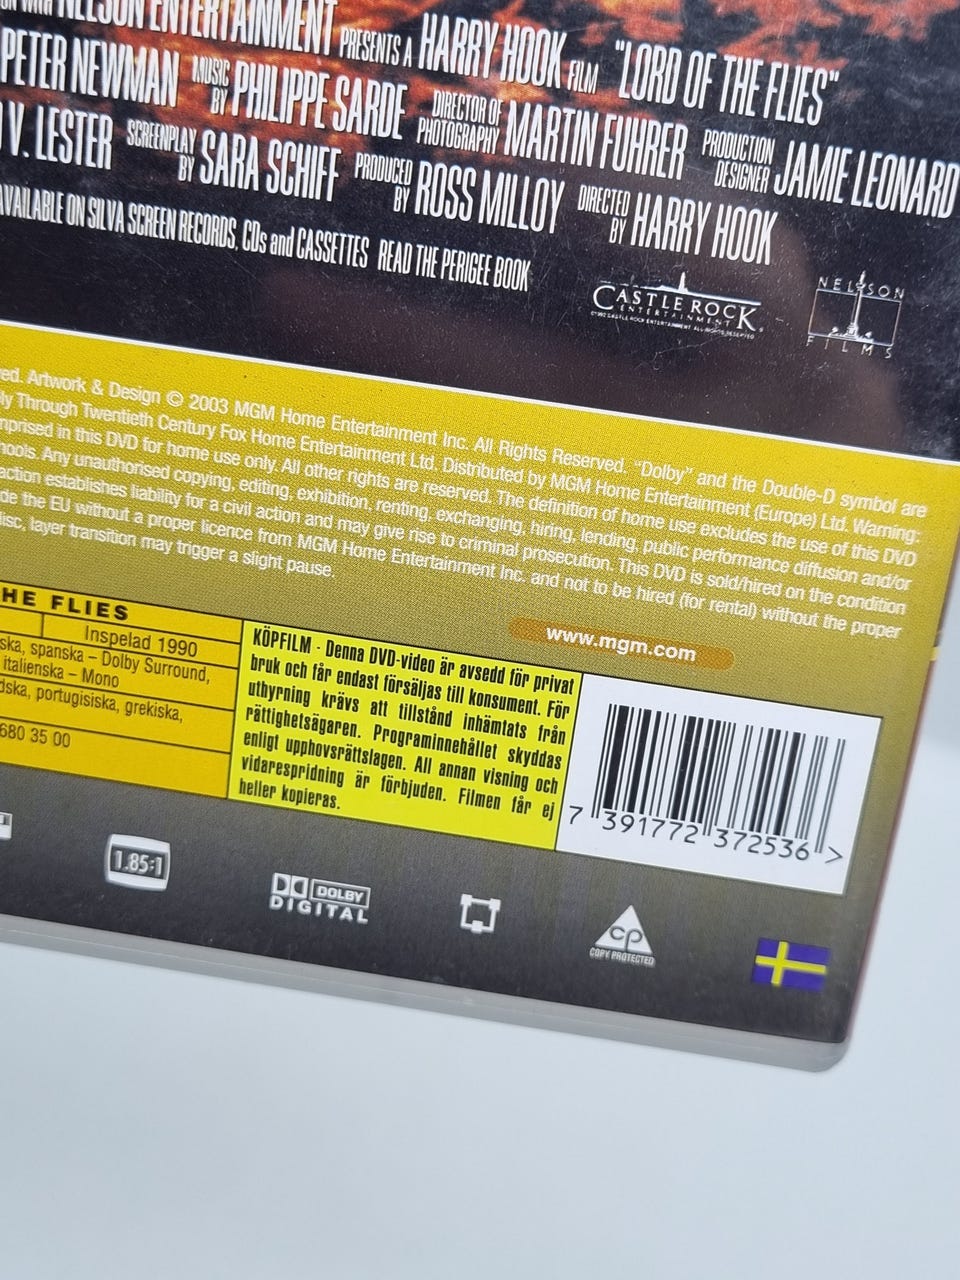 NELSON ENTERTAINMENT PRESENTS A HARRY HOOK FILM "LORD OF THE FLIES"
PETER NEWMAN MUSIC BY PHILIPPE SARDE DIRECTOR OF PHOTOGRAPHY MARTIN FUHRER PRODUCTION DESIGNER JAMIE LEONARD
V. LESTER SCREENPLAY BY SARA SCHIFF PRODUCED BY ROSS MILLOY DIRECTED BY HARRY HOOK
AVAILABLE ON SILVA SCREEN RECORDS, CDs and CASSETTES READ THE PERIGEE BOOK
CASTLE ROCK
ENTERTAINMENT
NELSON
FILMS
ved. Artwork & Design © 2003 MGM Home Entertainment Inc. All Rights Reserved. "Dolby" and the Double-D symbol are
ly Through Twentieth Century Fox Home Entertainment Ltd. Distributed by MGM Home Entertainment (Europe) Ltd. Warning:
mprised in this DVD for home use only. All other rights are reserved. The definition of home use excludes the use of this DVD
hools. Any unauthorised copying, editing, exhibition, renting, exchanging, hiring, lending, public performance diffusion and/or
action establishes liability for a civil action and may give rise to criminal prosecution. This DVD is sold/hired on the condition
de the EU without a proper licence from MGM Home Entertainment Inc. and not to be hired (for rental) without the proper
disc, layer transition may trigger a slight pause.
www.mgm.com
HE FLIES
Inspelad 1990
ska, spanska – Dolby Surround,
italienska – Mono
dska, portugisiska, grekiska,
680 35 00
KÖPFILM - Denna DVD-video är avsedd för privat
bruk och får endast försäljas till konsument. För
uthyrning krävs att tillstånd inhämtats från
rättighetsägaren. Programinnehållet skyddas
enligt upphovsrättslagen. All annan visning och
vidarespridning är förbjuden. Filmen får ej
heller kopieras.
7 391772 372536 >
1.85:1
DOLBY
DIGITAL
cp
COPY PROTECTED